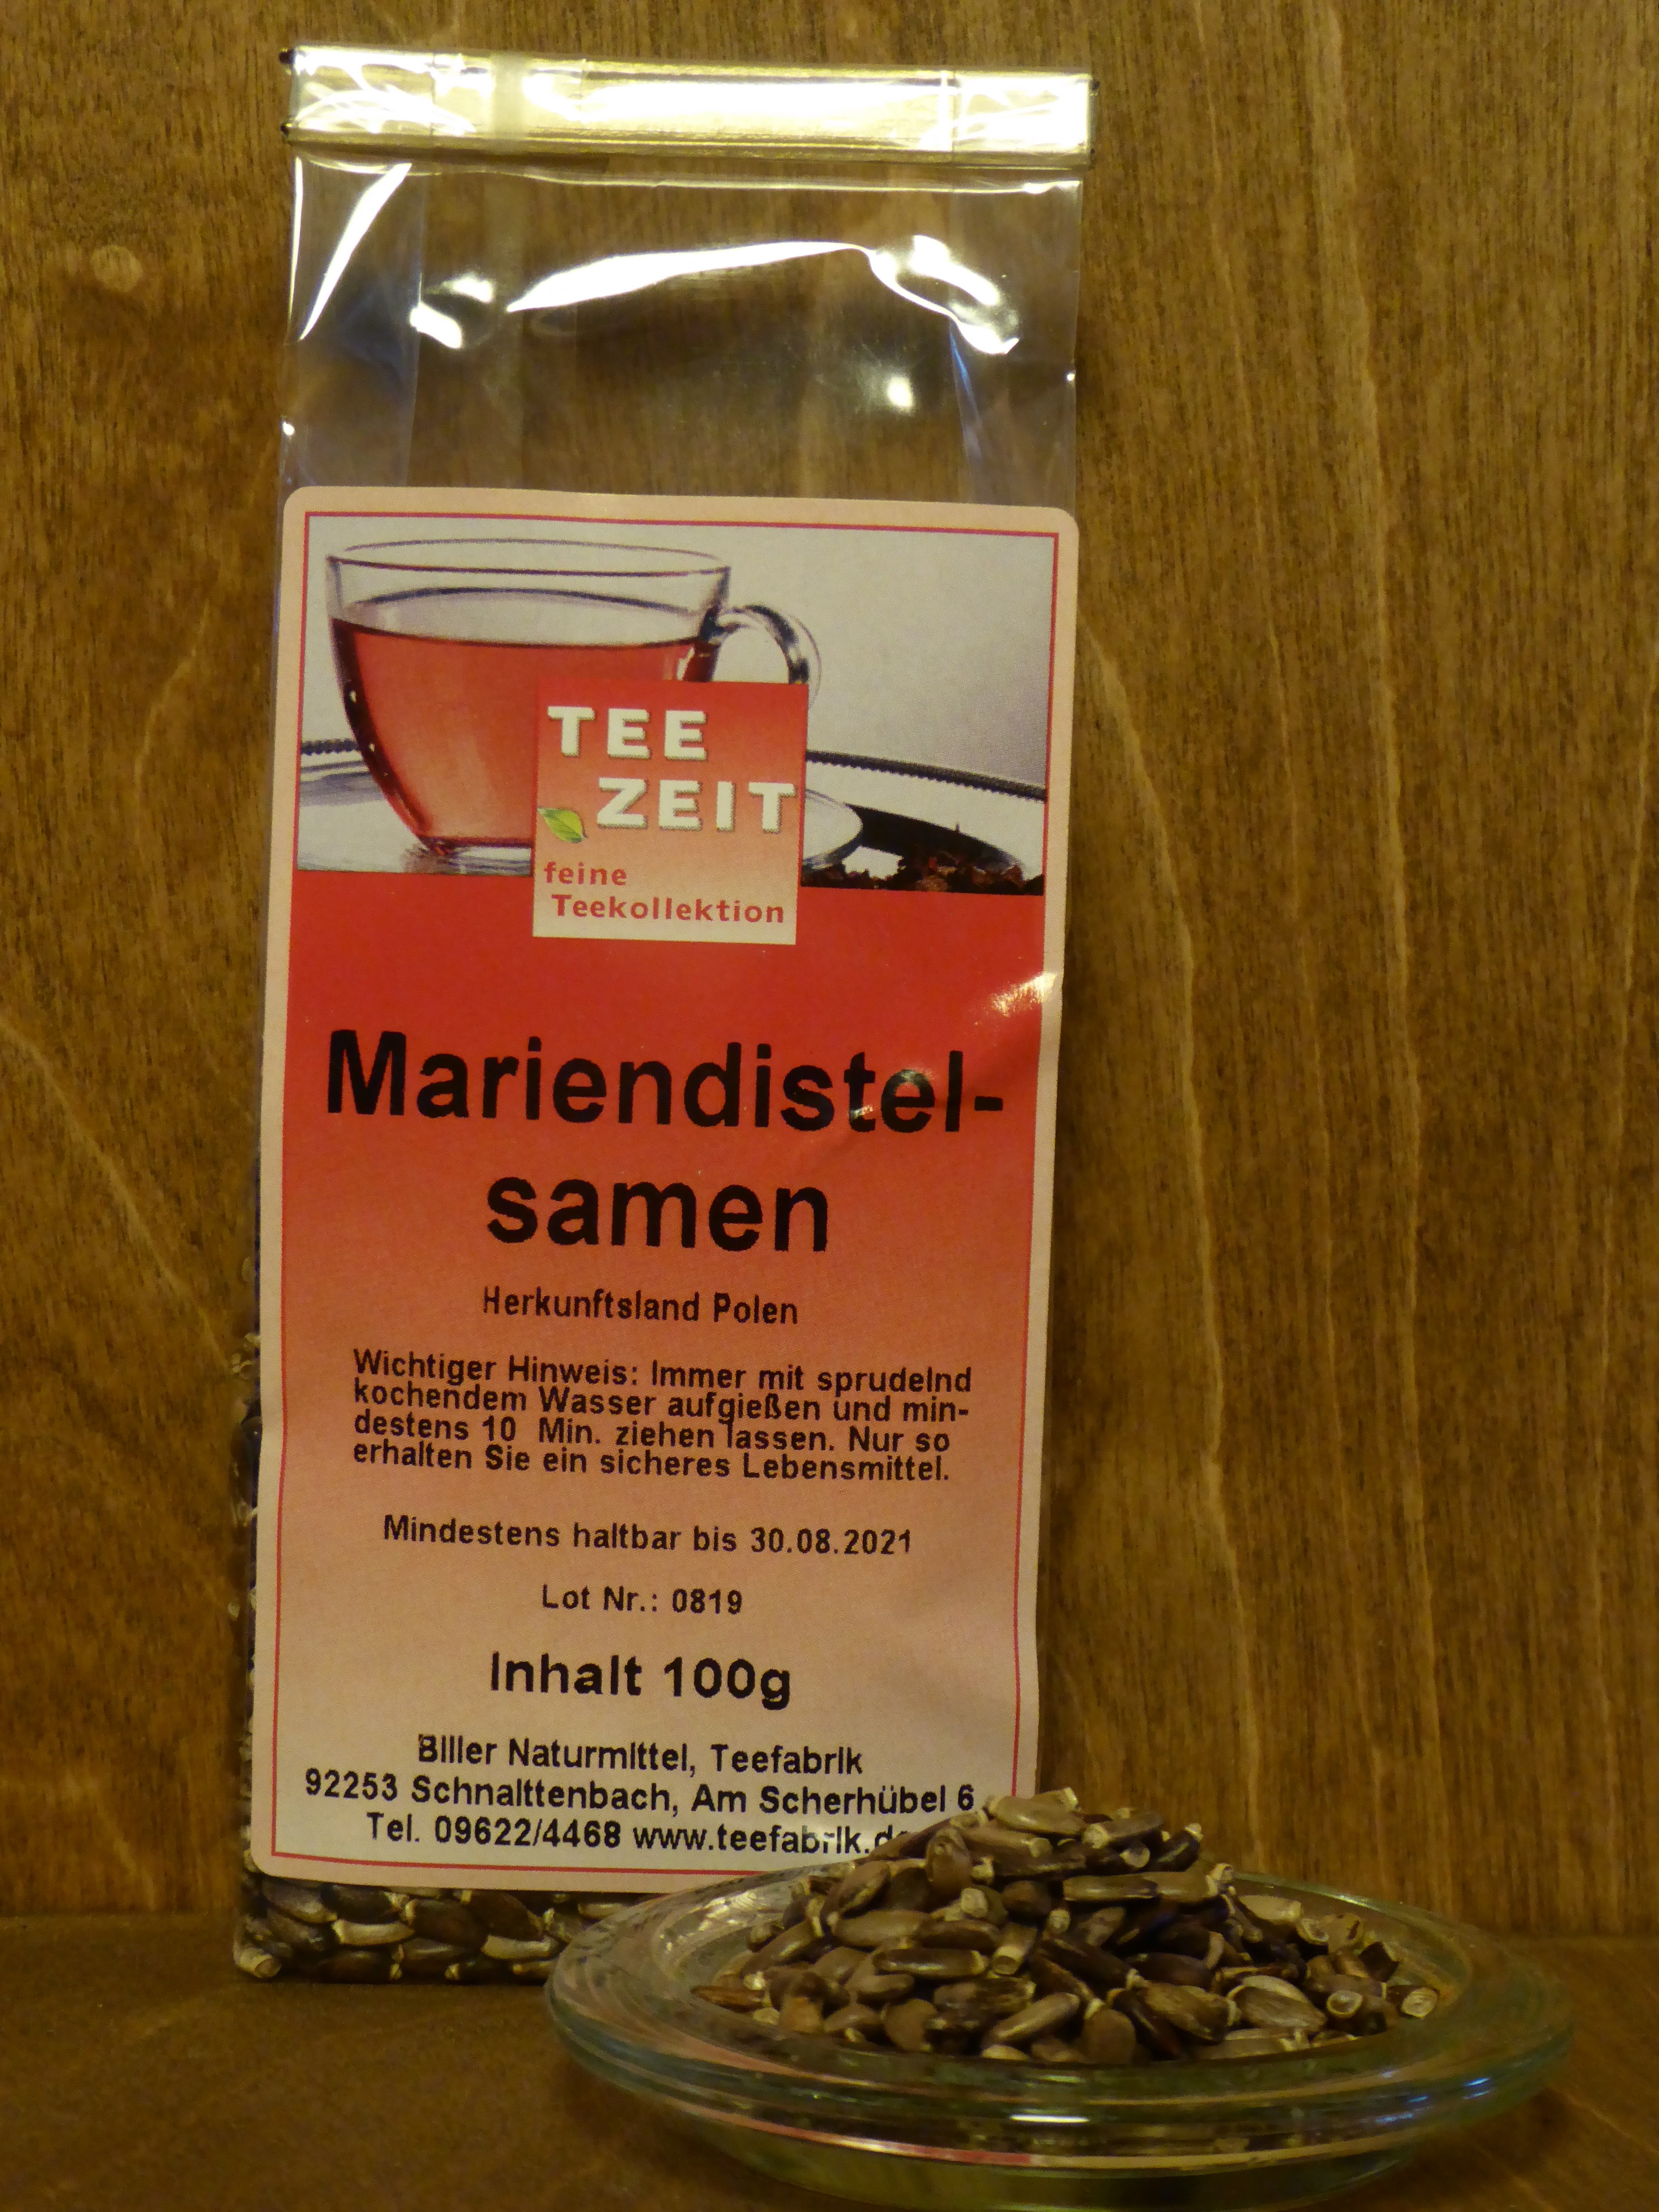 TEE
ZEIT
feine
Teekollektion
Mariendistel-
samen
Herkunftsland Polen
Wichtiger Hinweis: Immer mit sprudelnd
kochendem Wasser aufgießen und min-
destens 10 Min. ziehen lassen. Nur so
erhalten Sie ein sicheres Lebensmittel.
Mindestens haltbar bis 30.08.2021
Lot Nr.: 0819
Inhalt 100g
Biller Naturmittel, Teefabrik
92253 Schnaittenbach, Am Scherhübel 6
Tel. 09622/4468 www.teefabrik.de